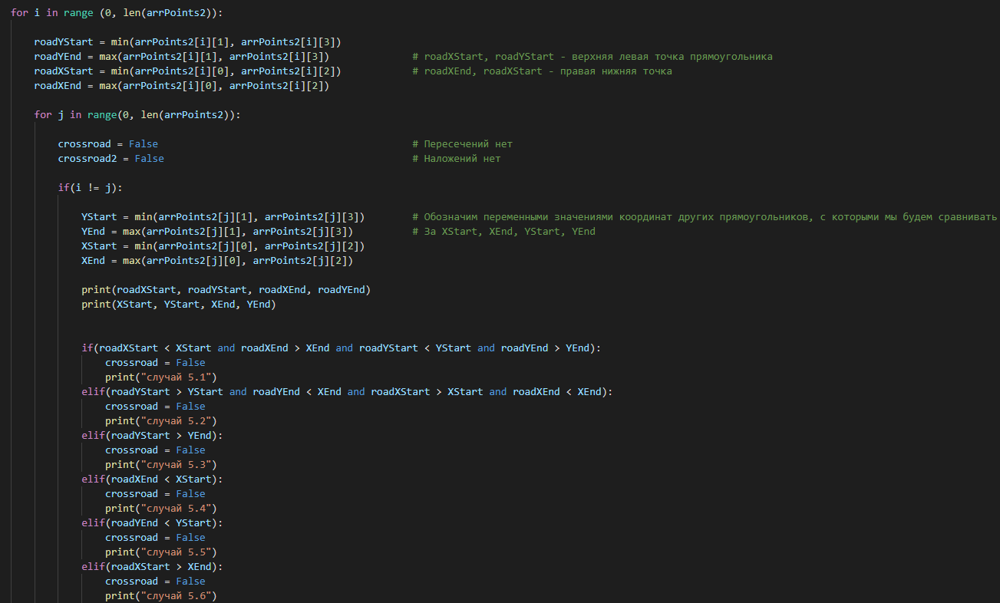 for i in range (0, len(arrPoints2)):
roadYStart = min(arrPoints2[i][1], arrPoints2[i][3])
roadYEnd = max(arrPoints2[i][1], arrPoints2[i][3]) # roadXStart, roadYStart - верхняя левая точка прямоугольника
roadXStart = min(arrPoints2[i][0], arrPoints2[i][2]) # roadXEnd, roadXStart - правая нижняя точка
roadXEnd = max(arrPoints2[i][0], arrPoints2[i][2])
for j in range(0, len(arrPoints2)):
crossroad = False # Пересечений нет
crossroad2 = False # Наложений нет
if(i != j):
YStart = min(arrPoints2[j][1], arrPoints2[j][3]) # Обозначим переменными значениями координат других прямоугольников, с которыми мы будем сравнивать
YEnd = max(arrPoints2[j][1], arrPoints2[j][3]) # За XStart, XEnd, YStart, YEnd
XStart = min(arrPoints2[j][0], arrPoints2[j][2])
XEnd = max(arrPoints2[j][0], arrPoints2[j][2])
print(roadXStart, roadYStart, roadXEnd, roadYEnd)
print(XStart, YStart, XEnd, YEnd)
if(roadXStart < XStart and roadXEnd > XEnd and roadYStart < YStart and roadYEnd > YEnd):
crossroad = False
print("случай 5.1")
elif(roadYStart > YStart and roadYEnd < XEnd and roadXStart > XStart and roadXEnd < XEnd):
crossroad = False
print("случай 5.2")
elif(roadYStart > YEnd):
crossroad = False
print("случай 5.3")
elif(roadXEnd < XStart):
crossroad = False
print("случай 5.4")
elif(roadYEnd < YStart):
crossroad = False
print("случай 5.5")
elif(roadXStart > XEnd):
crossroad = False
print("случай 5.6")